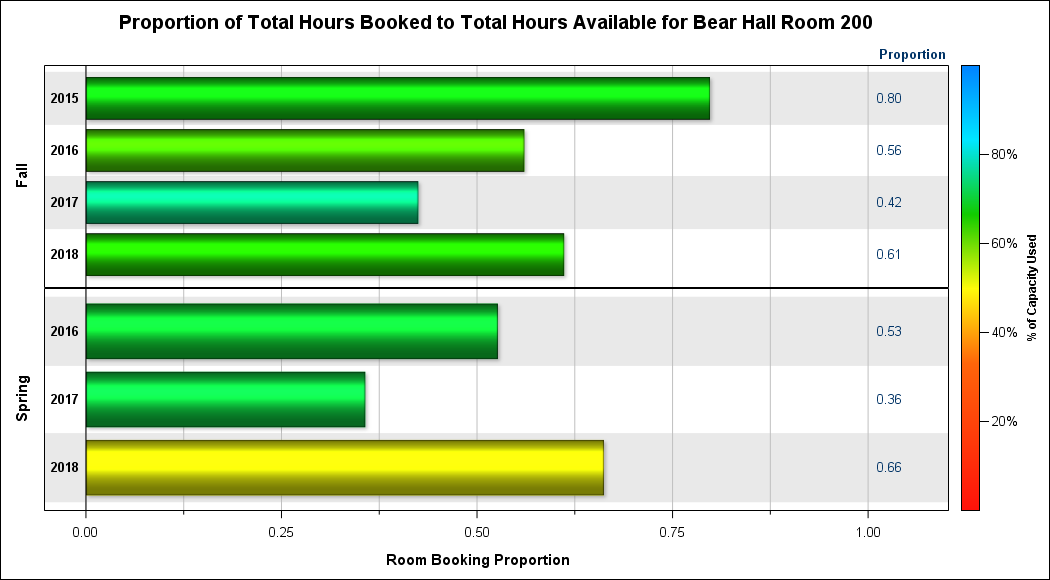 Proportion of Total Hours Booked to Total Hours Available for Bear Hall Room 200
Proportion
Fall
2015 0.80
2016 0.56
2017 0.42
2018 0.61
Spring
2016 0.53
2017 0.36
2018 0.66
0.00 0.25 0.50 0.75 1.00
Room Booking Proportion
80%
60%
40%
20%
% of Capacity Used